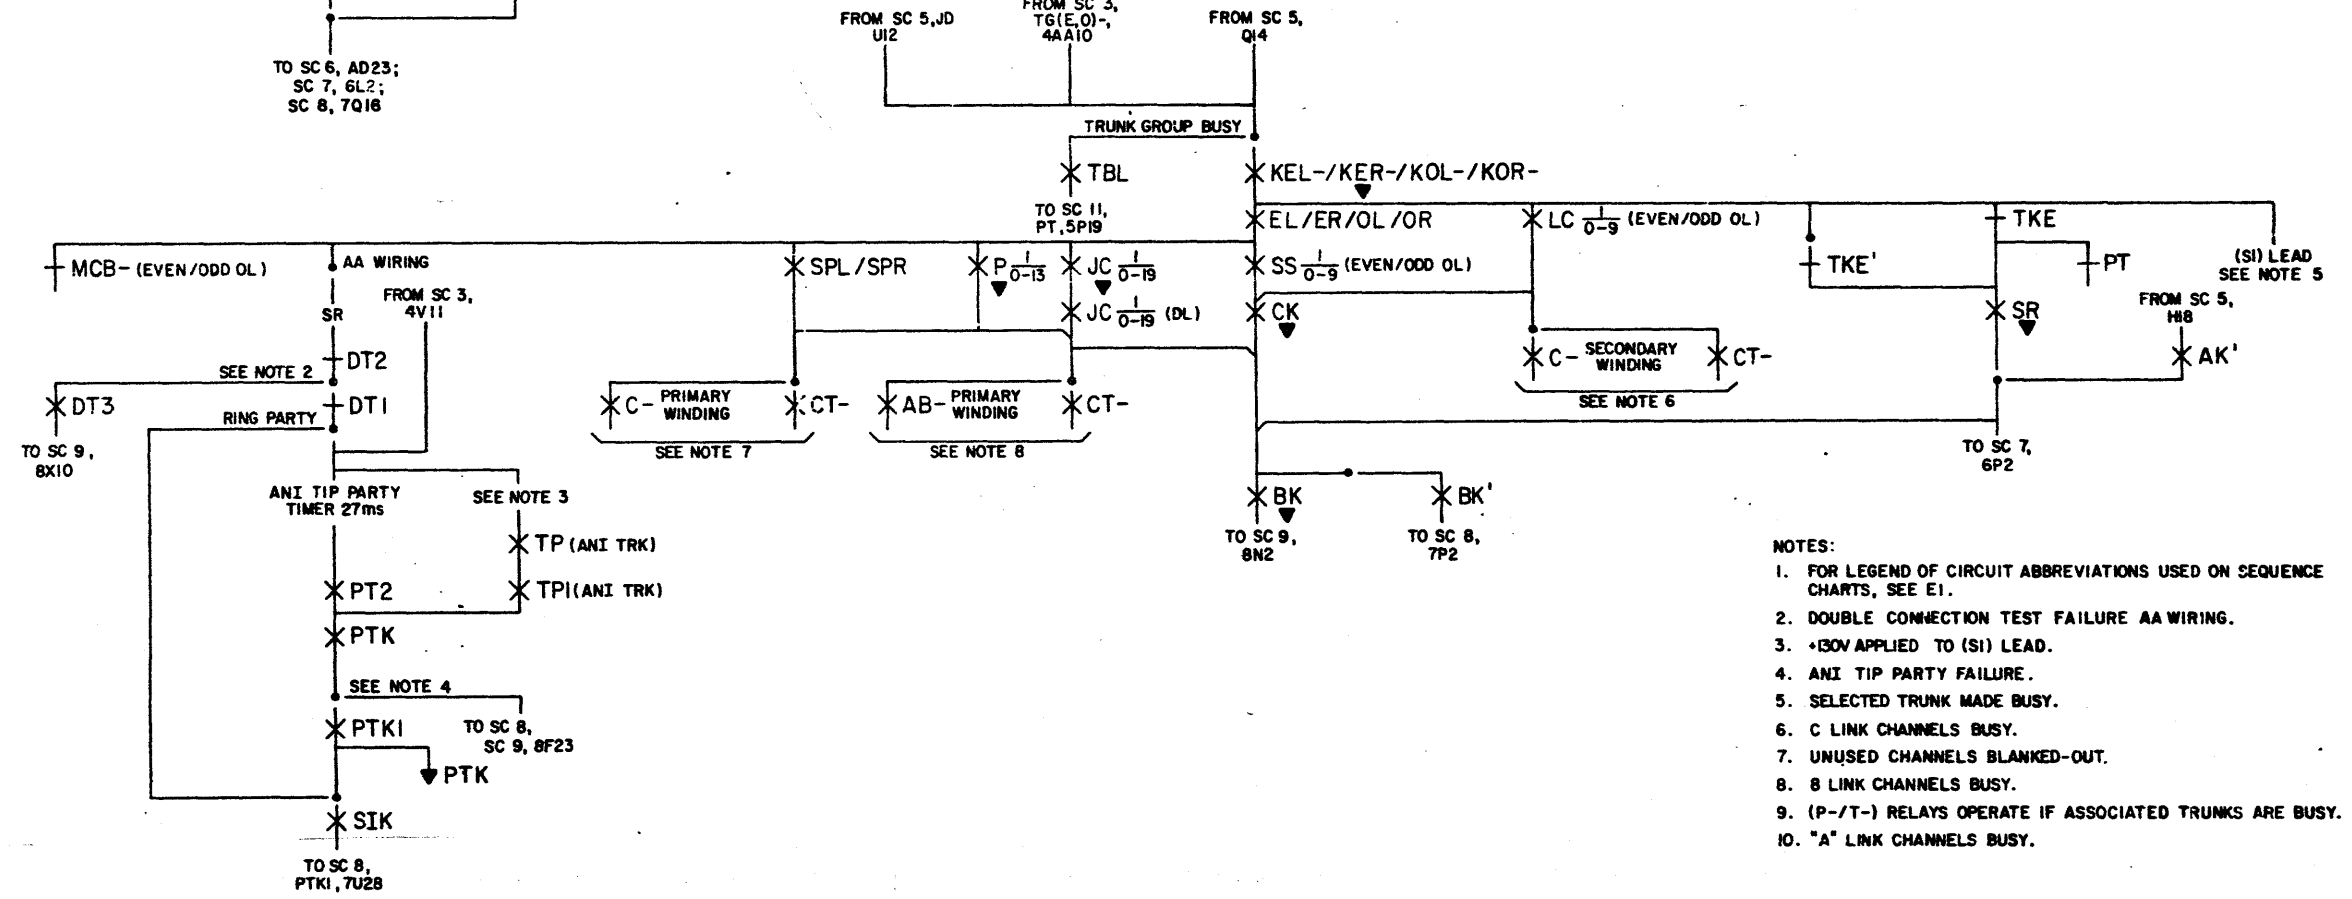 FROM SC 5,JD
U12
FROM SC 3,
TG(E,O)-,
4AA10
FROM SC 5,
Q14
TO SC 6, AD23;
SC 7, 6L2;
SC 8, 7Q16
TRUNK GROUP BUSY
TBL
KEL-/KER-/KOL-/KOR-
TO SC 11,
PT, 5P19
EL/ER/OL/OR
LC 1/0-9 (EVEN/ODD OL)
TKE
MCB- (EVEN/ODD OL)
AA WIRING
SPL/SPR
P 1/0-13
JC 1/0-19
SS 1/0-9 (EVEN/ODD OL)
TKE'
PT
(S1) LEAD
SEE NOTE 5
FROM SC 3,
4V11
SR
JC 1/0-19 (DL)
CK
SR
FROM SC 5,
H18
DT2
SEE NOTE 2
C- SECONDARY WINDING
CT-
AK'
DT3
DT1
C- PRIMARY WINDING
CT-
AB- PRIMARY WINDING
CT-
SEE NOTE 6
RING PARTY
TO SC 9,
8X10
SEE NOTE 7
SEE NOTE 8
TO SC 7,
6P2
ANI TIP PARTY
TIMER 27ms
SEE NOTE 3
BK
BK'
TO SC 9,
8N2
TO SC 8,
7P2
TP (ANI TRK)
PT2
TP1(ANI TRK)
PTK
SEE NOTE 4
PTK1
TO SC 8,
SC 9, 8F23
PTK
SIK
TO SC 8,
PTK1, 7U28
NOTES:
1. FOR LEGEND OF CIRCUIT ABBREVIATIONS USED ON SEQUENCE
CHARTS, SEE E1.
2. DOUBLE CONNECTION TEST FAILURE AA WIRING.
3. +130V APPLIED TO (S1) LEAD.
4. ANI TIP PARTY FAILURE.
5. SELECTED TRUNK MADE BUSY.
6. C LINK CHANNELS BUSY.
7. UNUSED CHANNELS BLANKED-OUT.
8. 8 LINK CHANNELS BUSY.
9. (P-/T-) RELAYS OPERATE IF ASSOCIATED TRUNKS ARE BUSY.
10. "A" LINK CHANNELS BUSY.